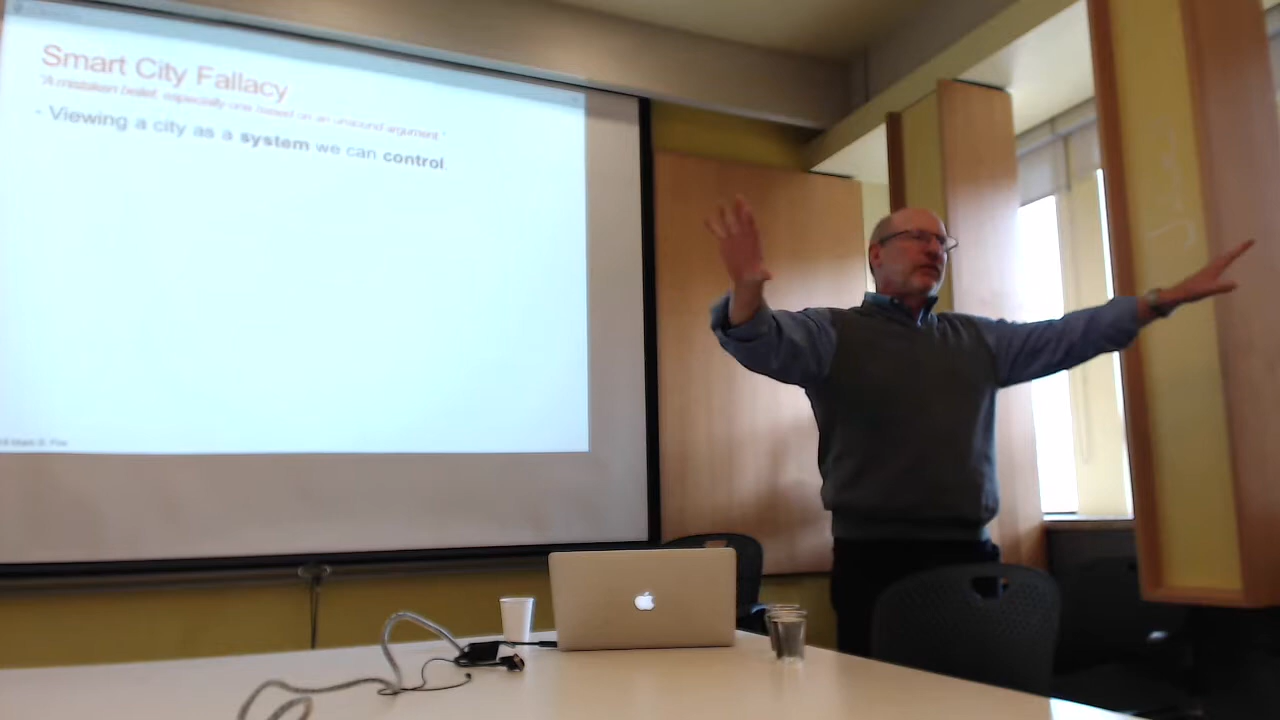 Smart City Fallacy
"A mistaken belief, especially one based on an unsound argument."
- Viewing a city as a system we can control.